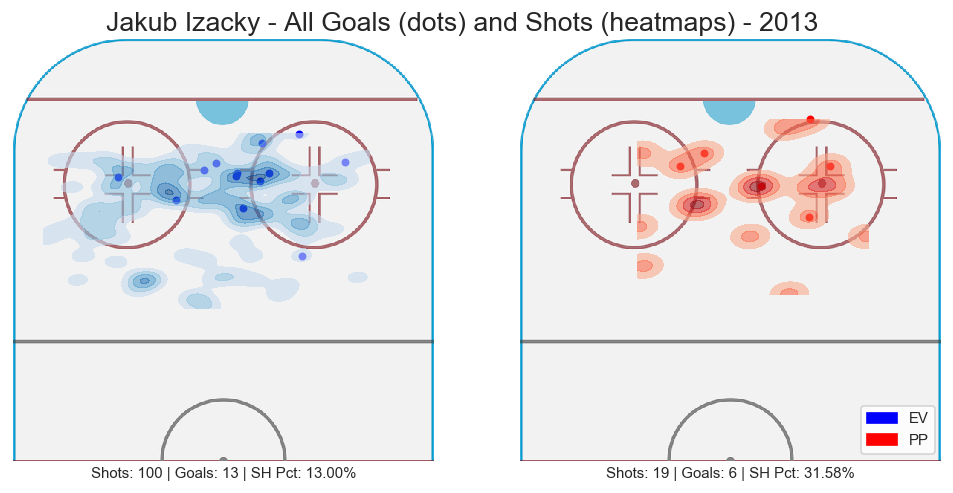 Jakub Izacky - All Goals (dots) and Shots (heatmaps) - 2013
EV
PP
Shots: 100 | Goals: 13 | SH Pct: 13.00%
Shots: 19 | Goals: 6 | SH Pct: 31.58%